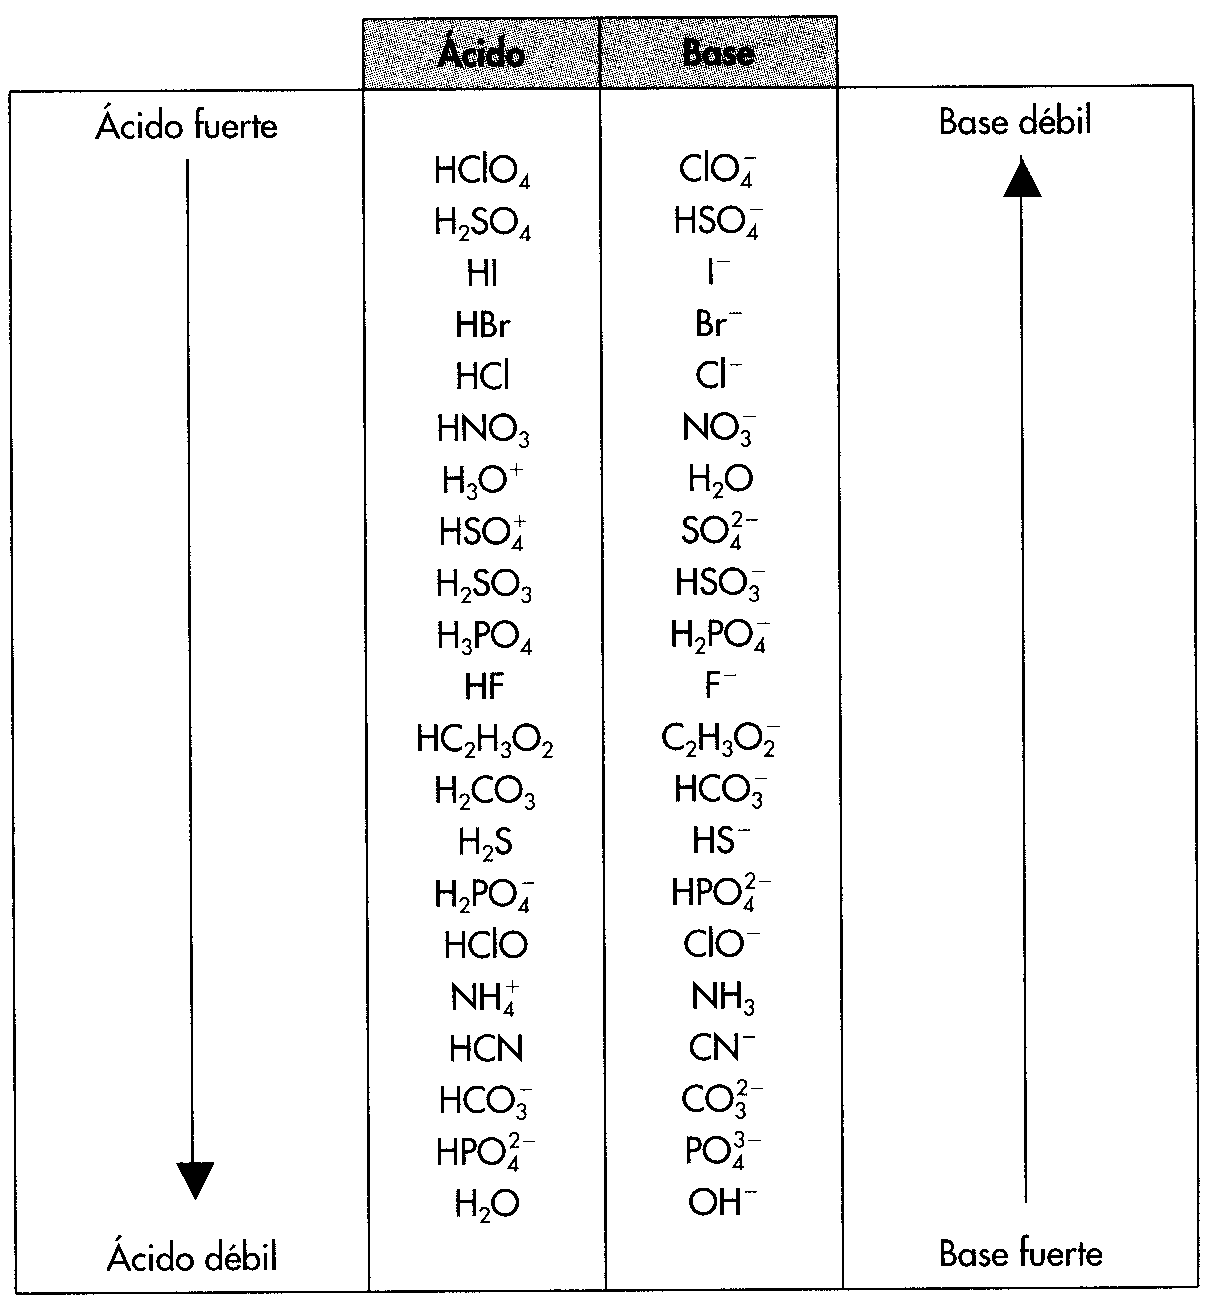 Ácido Base
Ácido fuerte Base débil
HClO₄ ClO₄⁻
H₂SO₄ HSO₄⁻
HI I⁻
HBr Br⁻
HCl Cl⁻
HNO₃ NO₃⁻
H₃O⁺ H₂O
HSO₄⁺ SO₄²⁻
H₂SO₃ HSO₃⁻
H₃PO₄ H₂PO₄⁻
HF F⁻
HC₂H₃O₂ C₂H₃O₂⁻
H₂CO₃ HCO₃⁻
H₂S HS⁻
H₂PO₄⁻ HPO₄²⁻
HClO ClO⁻
NH₄⁺ NH₃
HCN CN⁻
HCO₃⁻ CO₃²⁻
HPO₄²⁻ PO₄³⁻
H₂O OH⁻
Ácido débil Base fuerte